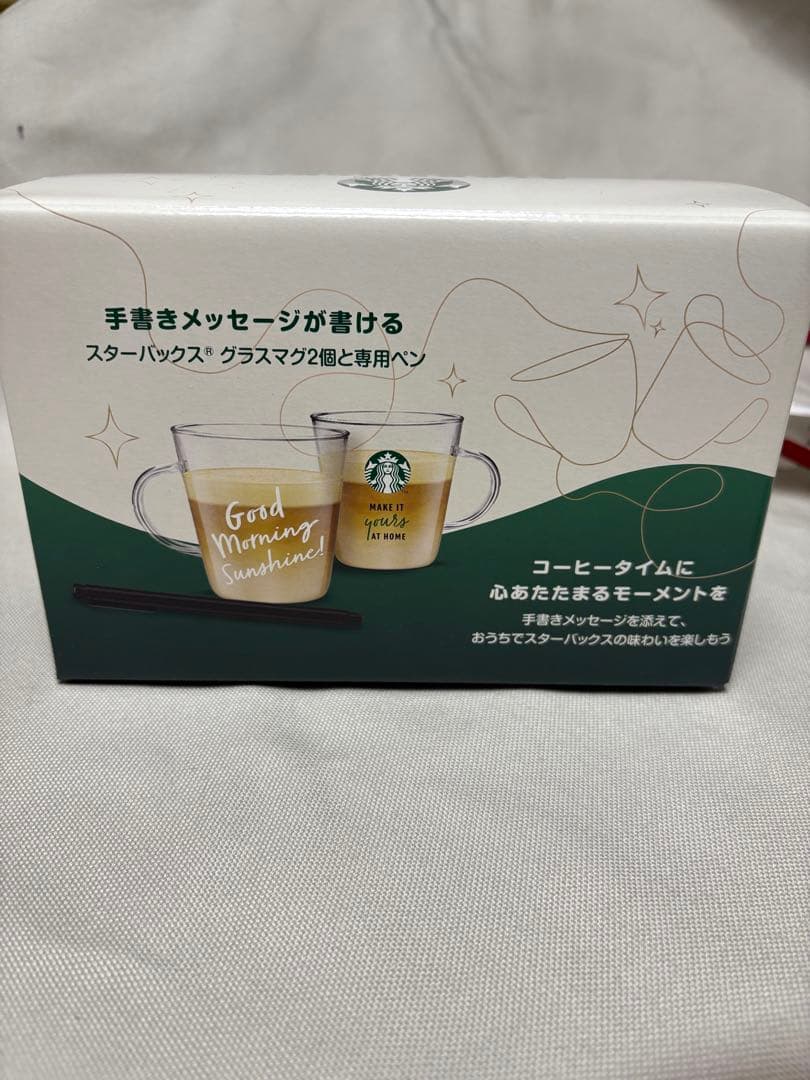 手書きメッセージが書ける
スターバックス® グラスマグ2個と専用ペン
Good
Morning
Sunshine!
MAKE IT
yours
AT HOME
コーヒータイムに
心あたたまるモーメントを
手書きメッセージを添えて、
おうちでスターバックスの味わいを楽しもう